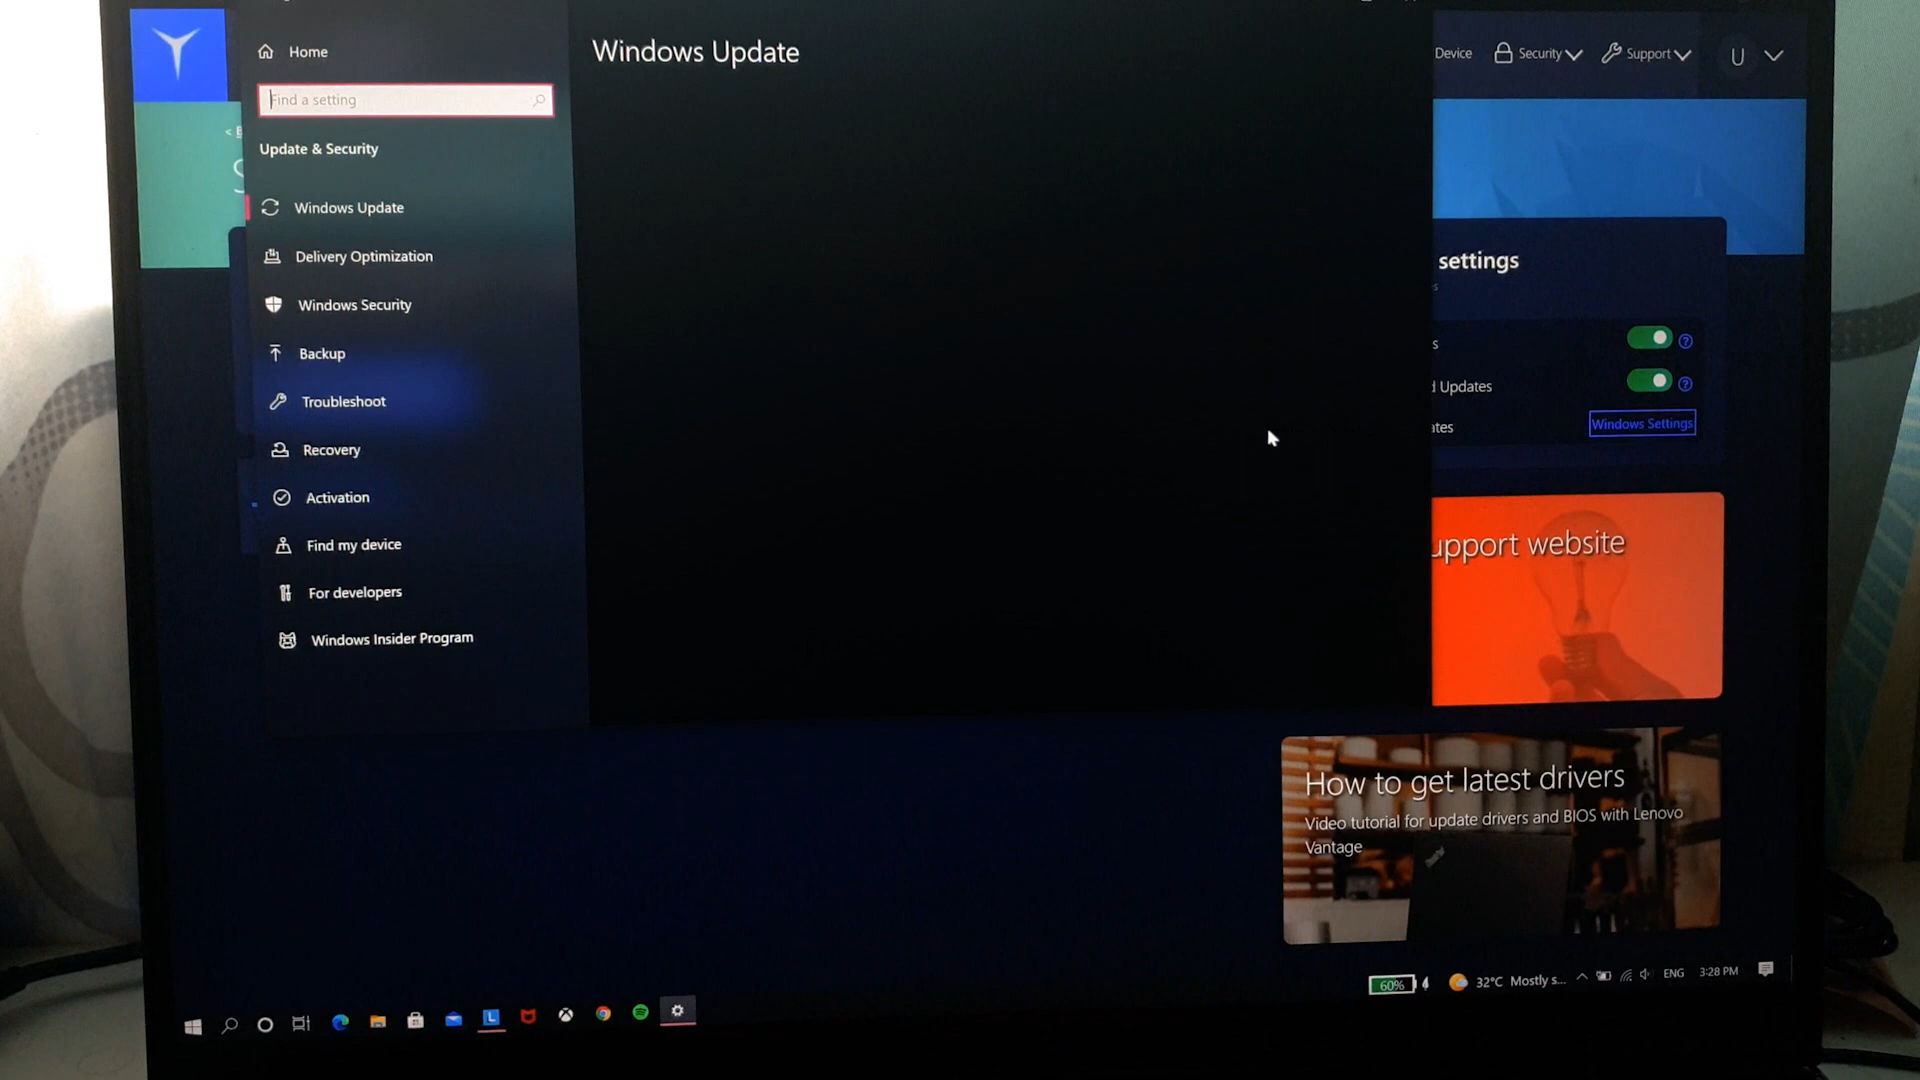 Home
Windows Update
Device
Security
Support
U
Find a setting
Update & Security
Windows Update
Delivery Optimization
Windows Security
Backup
Troubleshoot
Recovery
Activation
Find my device
For developers
Windows Insider Program
settings
Updates
Windows Settings
upport website
How to get latest drivers
Video tutorial for update drivers and BIOS with Lenovo
Vantage
ThinkPad
60%
32°C Mostly s...
ENG
3:28 PM